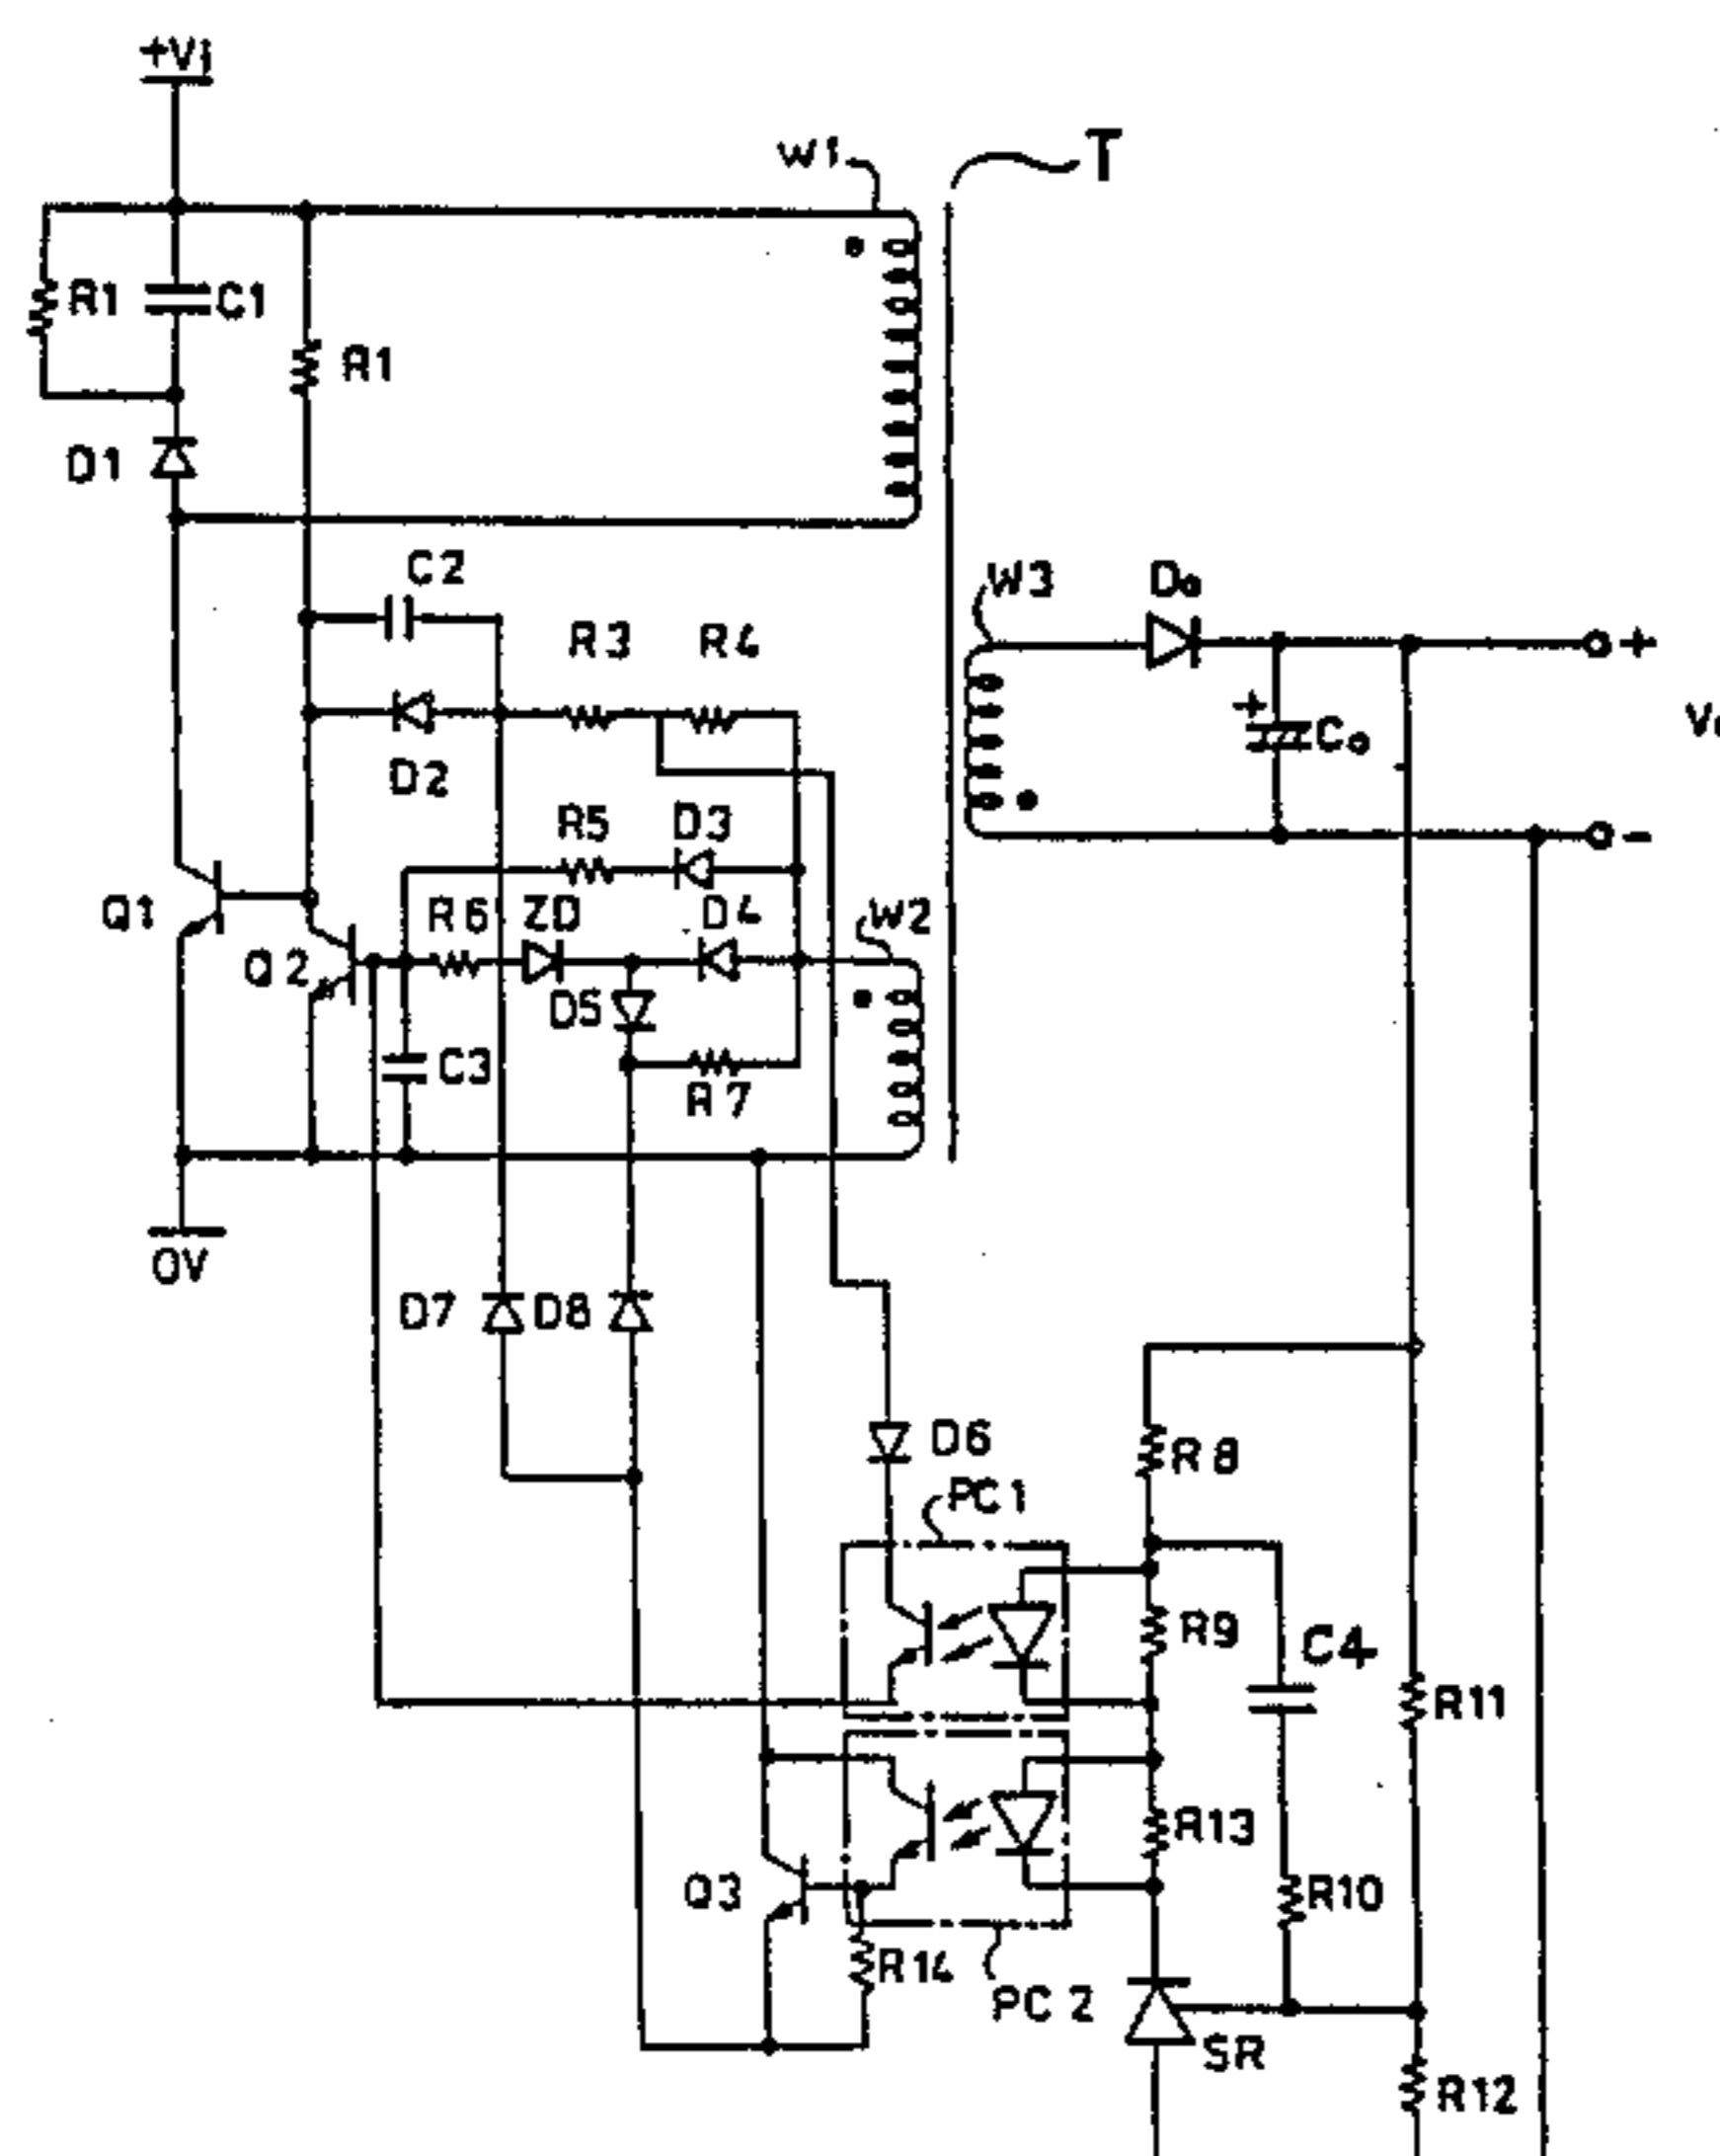 +Vi
W1
T
R1
C1
R1
D1
C2
W3
Do
R3
R4
+
+
Co
D2
R5
D3
-
Q1
R6
ZD
D4
W2
Q2
D5
C3
R7
0V
D7
D8
D6
R8
PC1
R9
C4
R11
R13
Q3
R10
R14
PC2
SR
R12